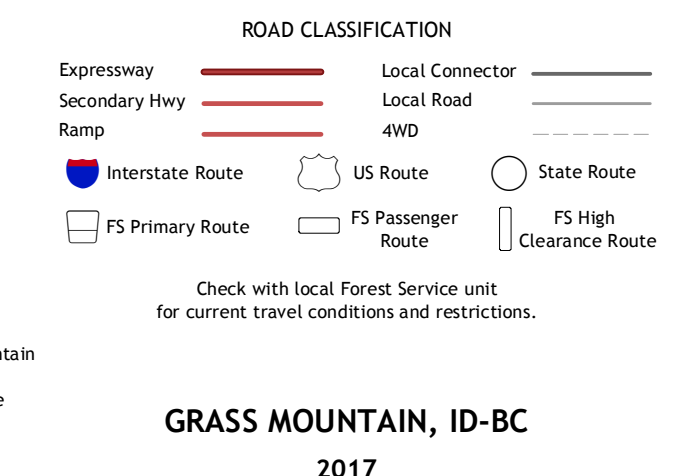 ROAD CLASSIFICATION
Expressway
Local Connector
Secondary Hwy
Local Road
Ramp
4WD
Interstate Route
US Route
State Route
FS Primary Route
FS Passenger
Route
FS High
Clearance Route
Check with local Forest Service unit
for current travel conditions and restrictions.
ntain
e
GRASS MOUNTAIN, ID-BC
2017